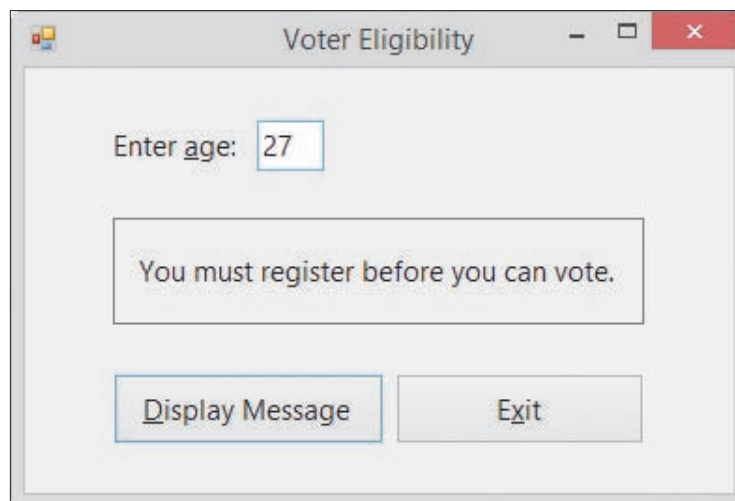 Voter Eligibility
Enter age: 27
You must register before you can vote.
Display Message Exit